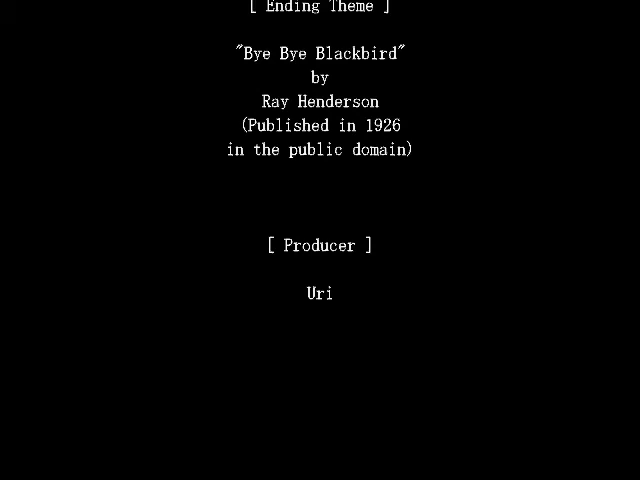 [ Ending Theme ]
"Bye Bye Blackbird"
by
Ray Henderson
(Published in 1926
in the public domain)
[ Producer ]
Uri